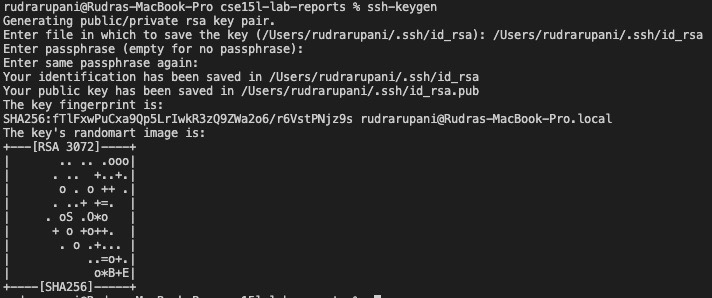 rudrarupani@Rudras-MacBook-Pro cse15l-lab-reports % ssh-keygen
Generating public/private rsa key pair.
Enter file in which to save the key (/Users/rudrarupani/.ssh/id_rsa): /Users/rudrarupani/.ssh/id_rsa
Enter passphrase (empty for no passphrase):
Enter same passphrase again:
Your identification has been saved in /Users/rudrarupani/.ssh/id_rsa
Your public key has been saved in /Users/rudrarupani/.ssh/id_rsa.pub
The key fingerprint is:
SHA256:fTlFxwPuCxa9Qp5LrIwkR3zQ9ZWa2o6/r6VstPNjz9s rudrarupani@Rudras-MacBook-Pro.local
The key's randomart image is:
+---[RSA 3072]----+
|       .. .. .ooo|
|      . ..  +..+.|
|       o . o ++ .|
|      . ..+ +=.  |
|     . oS .O*o   |
|      + o +o++.  |
|       . o .+... |
|           ..=o+.|
|            o*B+E|
+----[SHA256]-----+